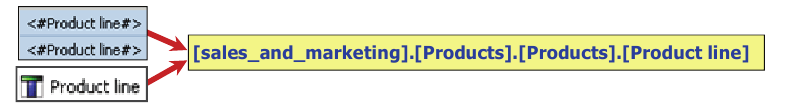 <#Product line#>
<#Product line#>
Product line
[sales_and_marketing].[Products].[Products].[Product line]